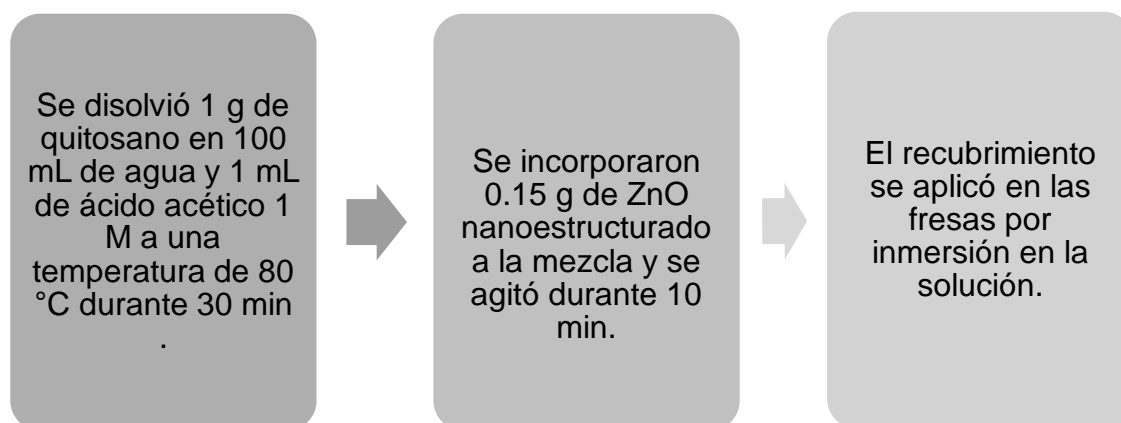 Se disolvió 1 g de
quitosano en 100
mL de agua y 1 mL
de ácido acético 1
M a una
temperatura de 80
°C durante 30 min
.
Se incorporaron
0.15 g de ZnO
nanoestructurado
a la mezcla y se
agitó durante 10
min.
El recubrimiento
se aplicó en las
fresas por
inmersión en la
solución.